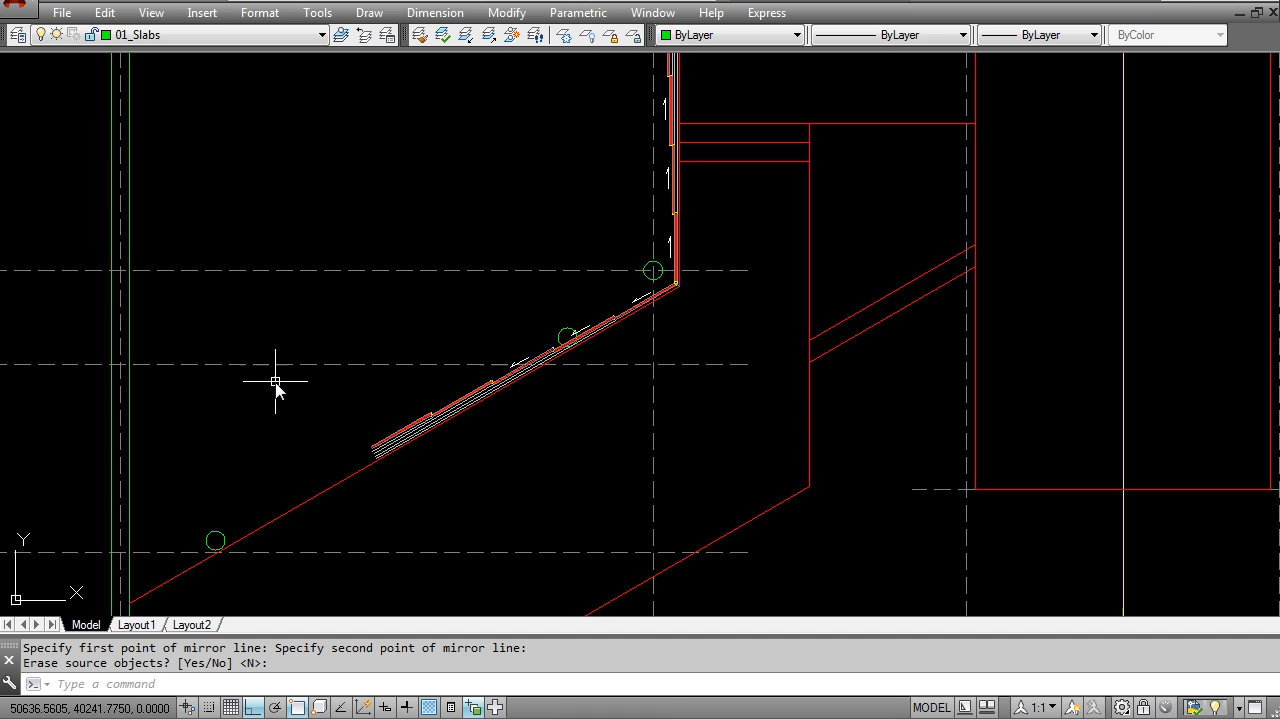 File Edit View Insert Format Tools Draw Dimension Modify Parametric Window Help Express
01_Slabs ByLayer ByLayer ByLayer ByColor
Y
X
Model Layout1 Layout2
Specify first point of mirror line: Specify second point of mirror line:
Erase source objects? [Yes/No] <N>:
Type a command
50636.5605, 40241.7750, 0.0000 MODEL 1:1